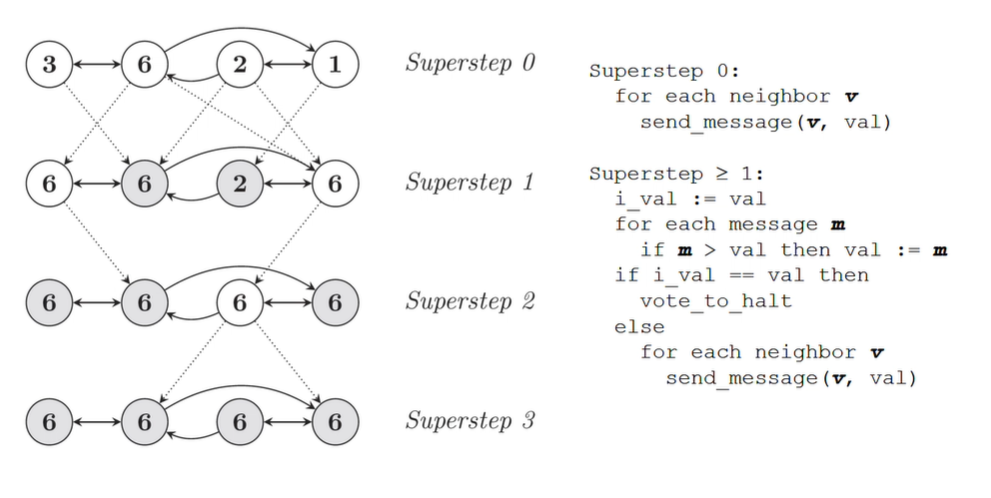 3 6 2 1 Superstep 0
6 6 2 6 Superstep 1
6 6 6 6 Superstep 2
6 6 6 6 Superstep 3
Superstep 0:
for each neighbor v
send_message(v, val)
Superstep ≥ 1:
i_val := val
for each message m
if m > val then val := m
if i_val == val then
vote_to_halt
else
for each neighbor v
send_message(v, val)